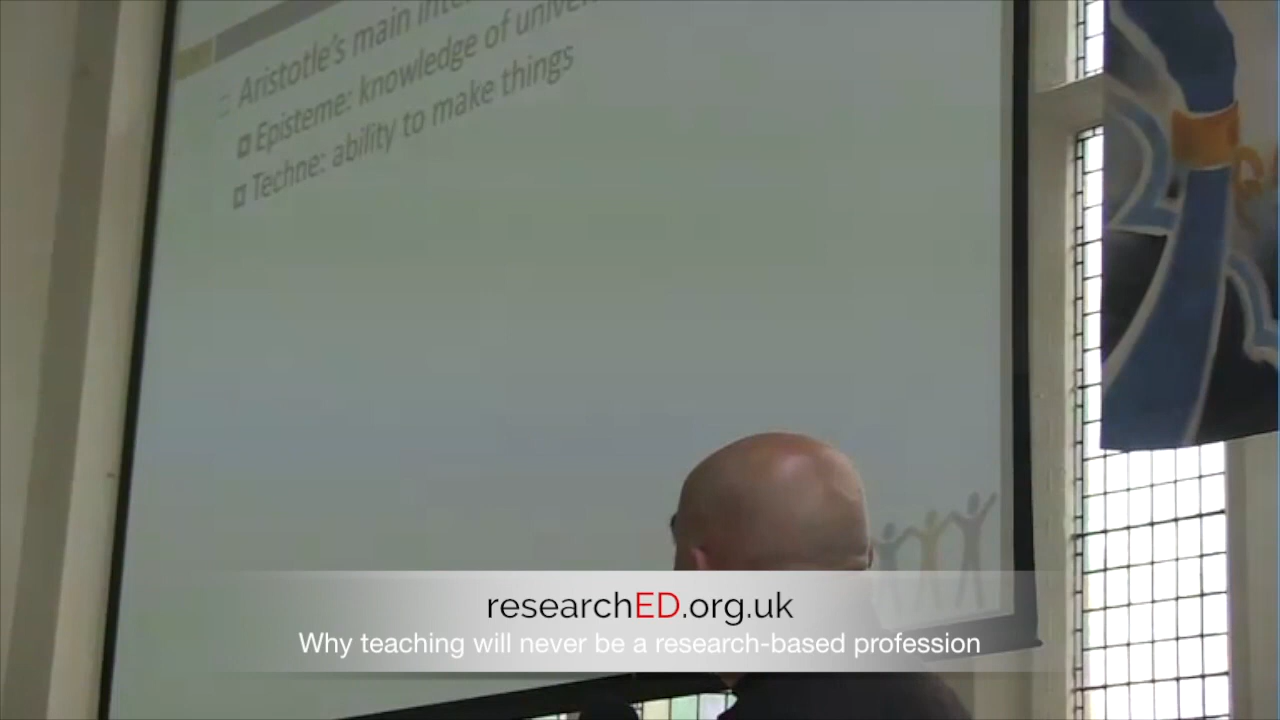 Aristotle's main
Episteme: knowledge of
Techne: ability to make things
researchED.org.uk
Why teaching will never be a research-based profession